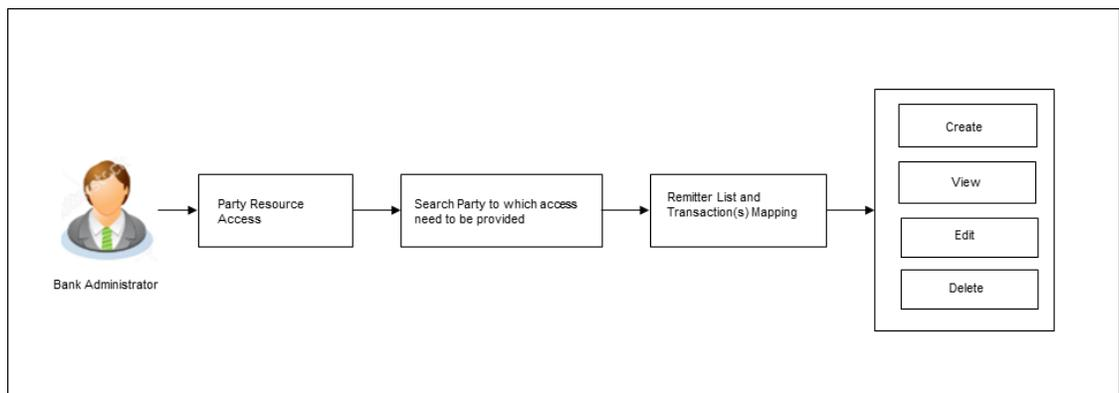 Bank Administrator
Party Resource
Access
Search Party to which access
need to be provided
Remitter List and
Transaction(s) Mapping
Create
View
Edit
Delete